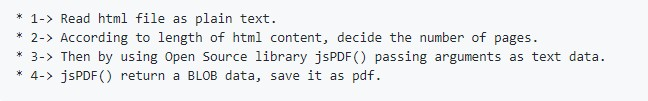 * 1-> Read html file as plain text.
* 2-> According to length of html content, decide the number of pages.
* 3-> Then by using Open Source library jsPDF() passing arguments as text data.
* 4-> jsPDF() return a BLOB data, save it as pdf.